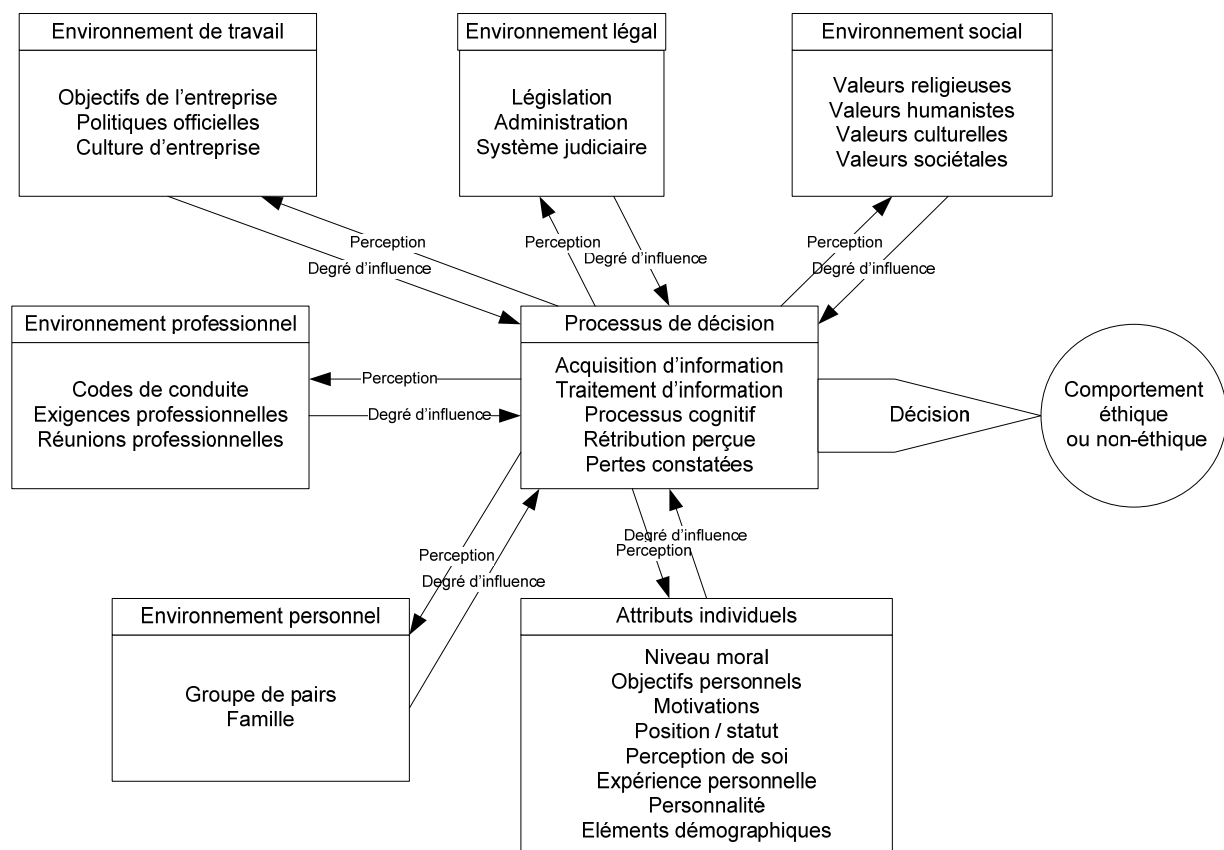 Environnement de travail
Objectifs de l'entreprise
Politiques officielles
Culture d'entreprise
Environnement légal
Législation
Administration
Système judiciaire
Environnement social
Valeurs religieuses
Valeurs humanistes
Valeurs culturelles
Valeurs sociétales
Perception
Degré d'influence
Perception
Degré d'influence
Perception
Degré d'influence
Environnement professionnel
Codes de conduite
Exigences professionnelles
Réunions professionnelles
Perception
Degré d'influence
Processus de décision
Acquisition d'information
Traitement d'information
Processus cognitif
Rétribution perçue
Pertes constatées
Décision
Comportement
éthique
ou non-éthique
Perception
Degré d'influence
Degré d'influence
Perception
Environnement personnel
Groupe de pairs
Famille
Attributs individuels
Niveau moral
Objectifs personnels
Motivations
Position / statut
Perception de soi
Expérience personnelle
Personnalité
Eléments démographiques